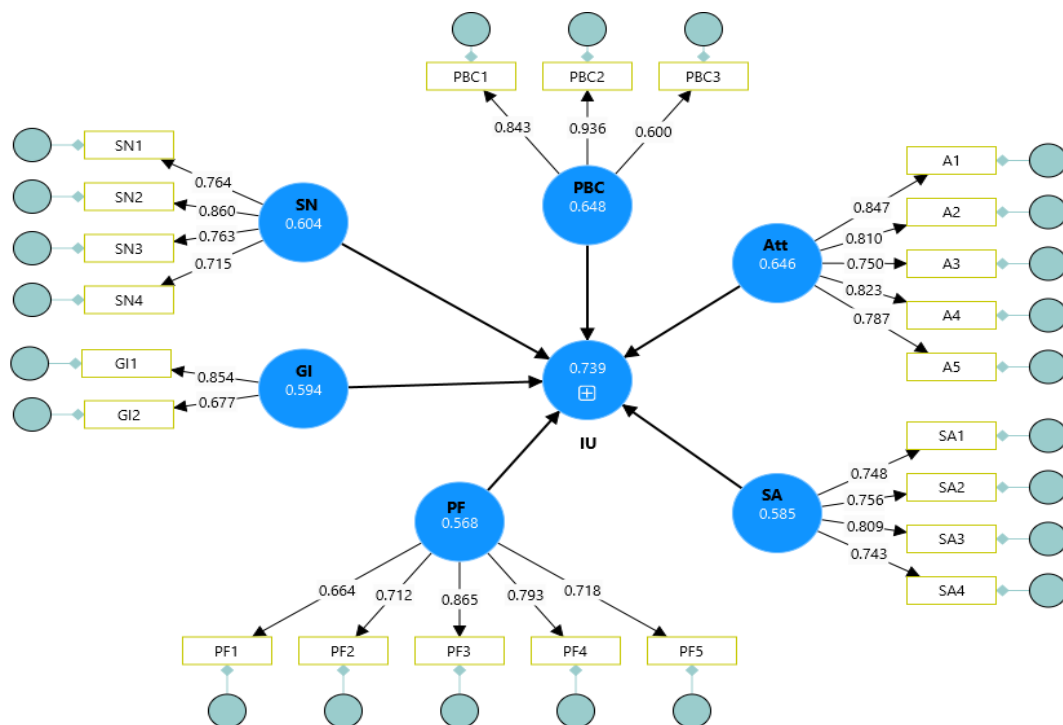 PBC1
PBC2
PBC3
0.843
0.936
0.600
PBC
0.648
SN1
SN2
SN3
SN4
0.764
0.860
0.763
0.715
SN
0.604
A1
A2
A3
A4
A5
0.847
0.810
0.750
0.823
0.787
Att
0.646
GI1
GI2
0.854
0.677
GI
0.594
0.739
IU
SA1
SA2
SA3
SA4
0.748
0.756
0.809
0.743
SA
0.585
PF
0.568
0.664
0.712
0.865
0.793
0.718
PF1
PF2
PF3
PF4
PF5